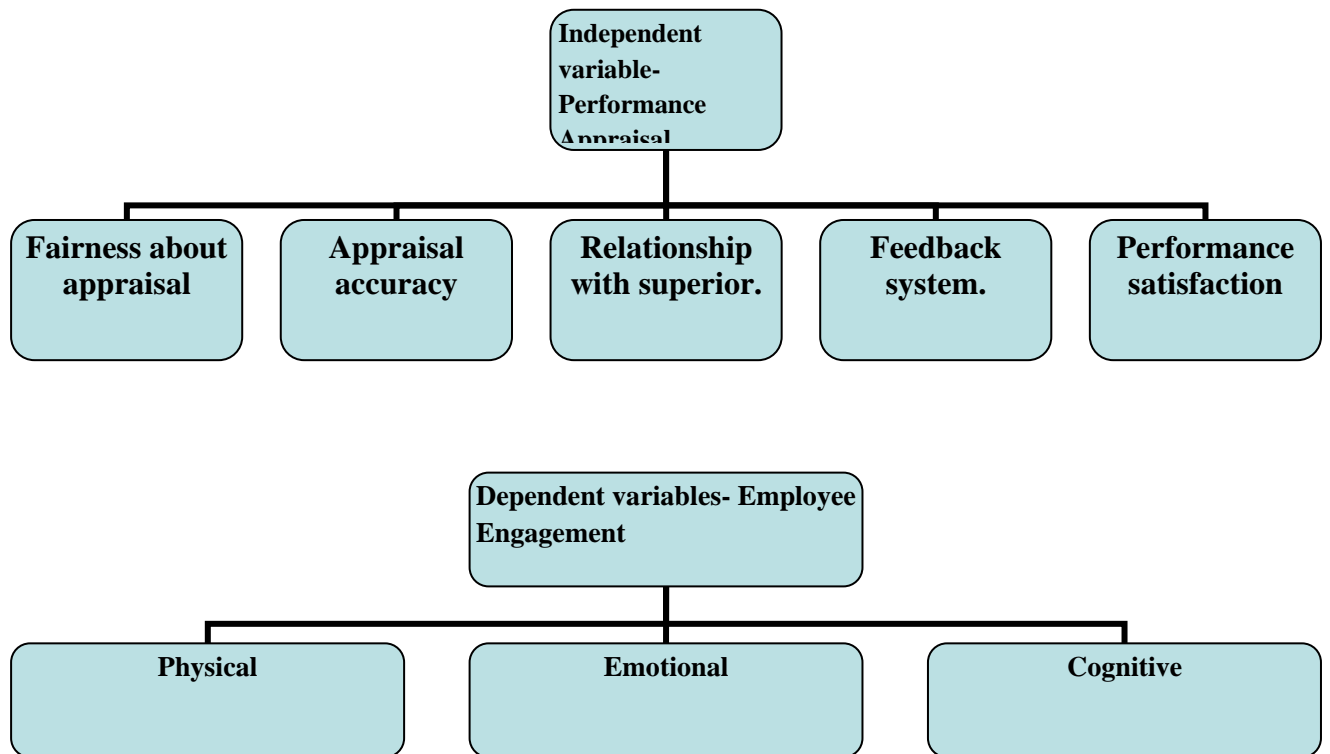 Independent
variable-
Performance
Appraisal
Fairness about
appraisal
Appraisal
accuracy
Relationship
with superior.
Feedback
system.
Performance
satisfaction
Dependent variables- Employee
Engagement
Physical
Emotional
Cognitive